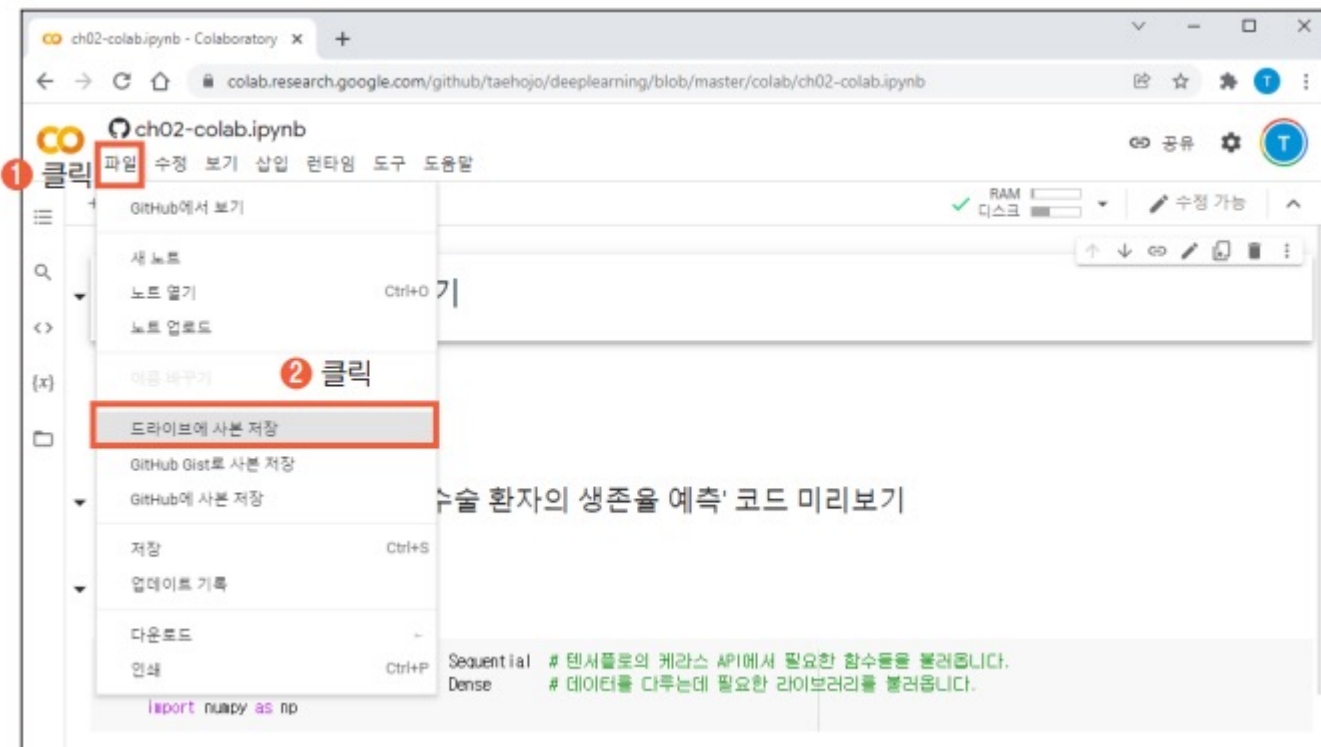 ch02-colab.ipynb - Colaboratory
colab.research.google.com/github/taehojo/deeplearning/blob/master/colab/ch02-colab.ipynb
T
ch02-colab.ipynb
공유
T
1 클릭
파일 수정 보기 삽입 런타임 도구 도움말
RAM
디스크
수정 가능
GitHub에서 보기
새 노트
노트 열기 Ctrl+O
기
노트 업로드
이름 바꾸기
2 클릭
드라이브에 사본 저장
GitHub Gist로 사본 저장
GitHub에 사본 저장
수술 환자의 생존율 예측' 코드 미리보기
저장 Ctrl+S
업데이트 기록
다운로드
인쇄 Ctrl+P
Sequential # 텐서플로의 케라스 API에서 필요한 함수들을 불러옵니다.
Dense # 데이터를 다루는데 필요한 라이브러리를 불러옵니다.
import numpy as np